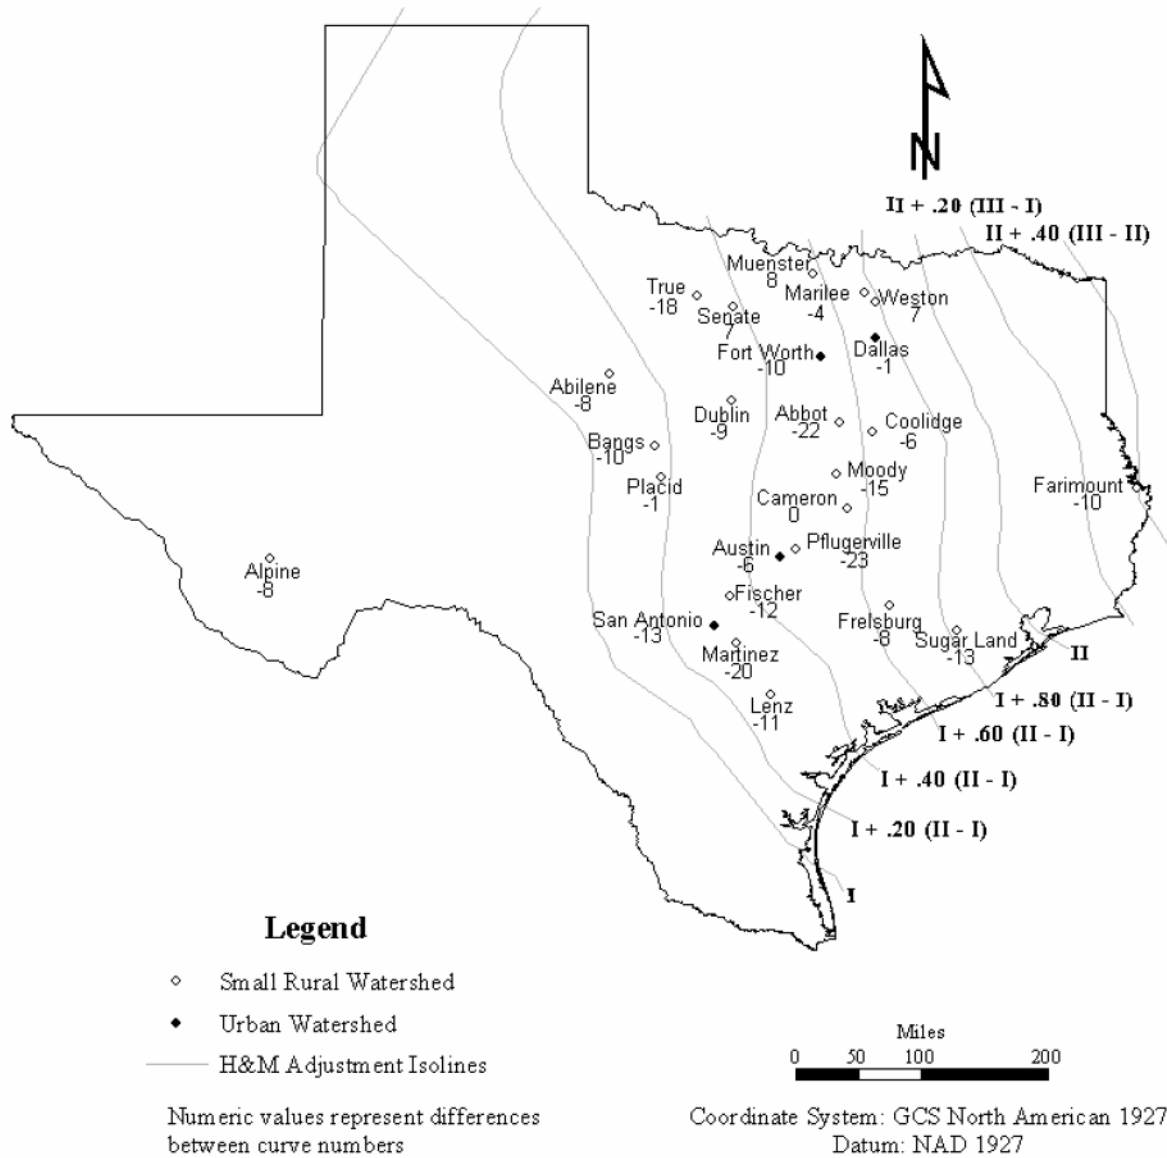 N
II + .20 (III - I)
II + .40 (III - II)
Muenster
8
True
-18
Marilee
-4
Weston
7
Senate
7
Fort Worth
-10
Dallas
-1
Abilene
-8
Dublin
-9
Abbot
-22
Coolidge
-6
Bangs
-10
Moody
-15
Placid
-1
Farimount
-10
Cameron
0
Austin
-6
Pflugerville
-23
Alpine
-8
Fischer
-12
San Antonio
-13
Frelsburg
-8
Sugar Land
-13
Martinez
-20
II
Lenz
-11
I + .80 (II - I)
I + .60 (II - I)
I + .40 (II - I)
I + .20 (II - I)
I
Legend
Small Rural Watershed
Urban Watershed
H&M Adjustment Isolines
Numeric values represent differences
between curve numbers
Miles
0 50 100 200
Coordinate System: GCS North American 1927
Datum: NAD 1927